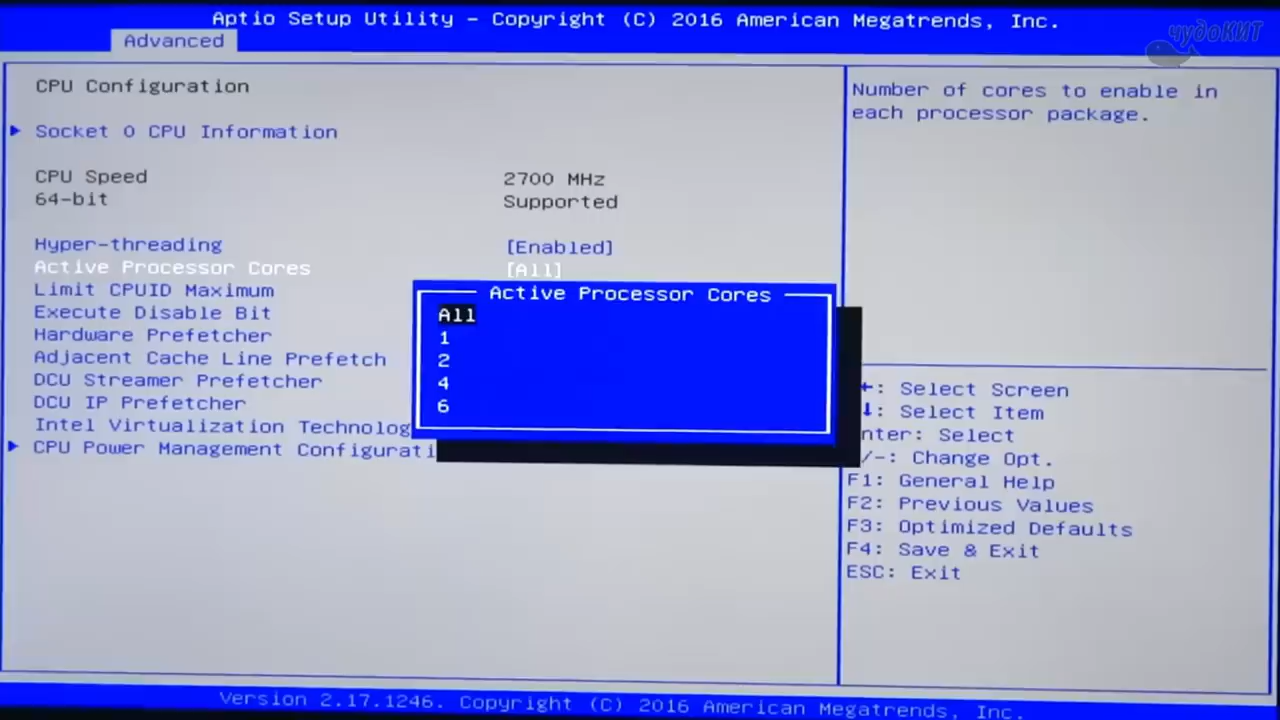 Aptio Setup Utility – Copyright (C) 2016 American Megatrends, Inc.
чудоКИТ
Advanced
CPU Configuration
Socket 0 CPU Information
CPU Speed 2700 MHz
64-bit Supported
Hyper-threading [Enabled]
Active Processor Cores [All]
Limit CPUID Maximum
Execute Disable Bit
Hardware Prefetcher
Adjacent Cache Line Prefetch
DCU Streamer Prefetcher
DCU IP Prefetcher
Intel Virtualization Technolog
CPU Power Management Configurati
Active Processor Cores
All
1
2
4
6
Number of cores to enable in
each processor package.
←: Select Screen
↓: Select Item
nter: Select
/-: Change Opt.
F1: General Help
F2: Previous Values
F3: Optimized Defaults
F4: Save & Exit
ESC: Exit
Version 2.17.1246. Copyright (C) 2016 American Megatrends, Inc.